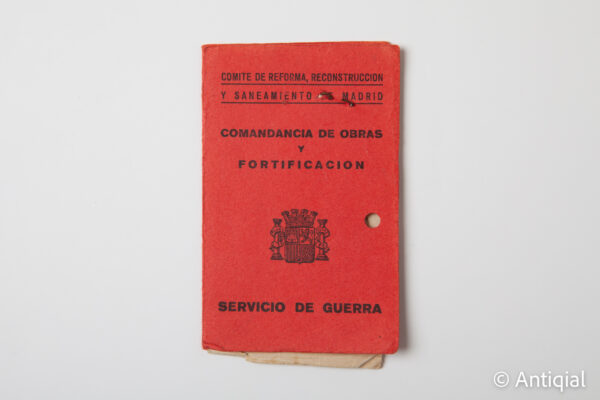 COMITE DE REFORMA, RECONSTRUCCION
Y SANEAMIENTO MADRID
COMANDANCIA DE OBRAS
Y
FORTIFICACION
SERVICIO DE GUERRA
© Antiqial